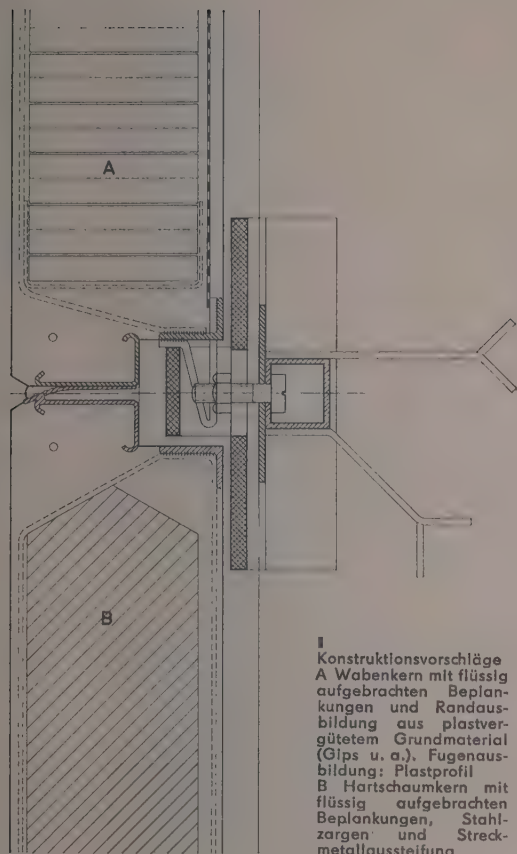 A
B
1
Konstruktionsvorschläge
A Wabenkern mit flüssig
aufgebrachten Beplan-
kungen und Randaus-
bildung aus plastver-
gütetem Grundmaterial
(Gips u. a.). Fugenaus-
bildung: Plastprofil
B Hartschaumkern mit
flüssig aufgebrachten
Beplankungen, Stahl-
zargen und Streck-
metallaussteifung